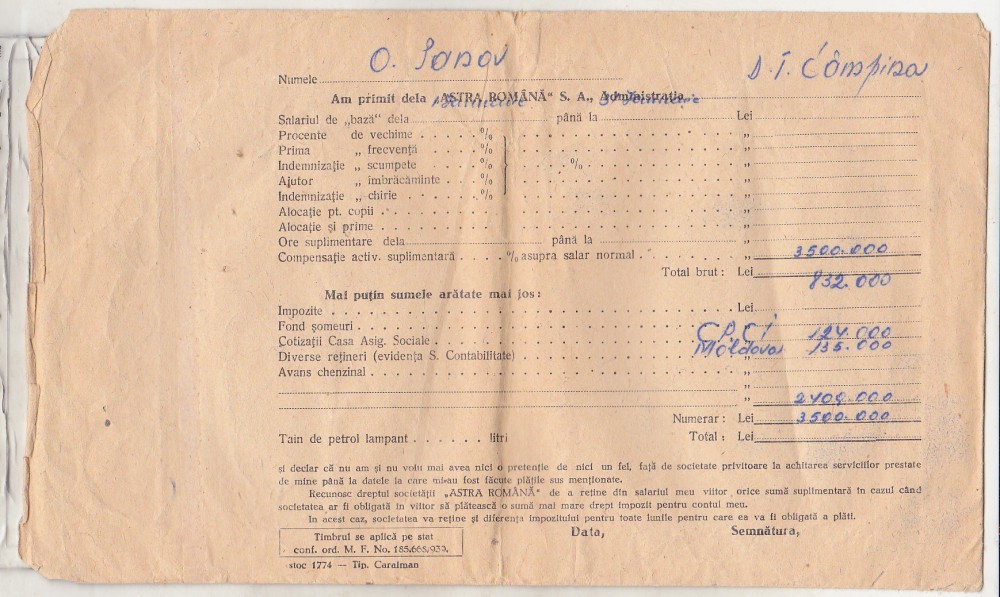 O. Panov
D. T. Câmpina
Numele
Am primit dela „ASTRA ROMÂNĂ" S. A., Administrația
Salariul de „bază" dela până la Lei
Procente de vechime . . . . . %
Prima „ frecvență . . . . . %
Indemnizație „ scumpete . . . . % %
Ajutor „ îmbrăcăminte . . . %
Indemnizație „ chirie . . . . . %
Alocație pt. copii
Alocație și prime
Ore suplimentare dela până la „
Compensație activ. suplimentară . . . . % asupra salar normal „ 3500.000
Total brut : Lei
832.000
Mai puțin sumele arătate mai jos :
Impozite Lei
Fond șomeri „
Cotizații Casa Asig. Sociale CPCI 124.000
Diverse rețineri (evidența S. Contabilitate) Moldova 135.000
Avans chenzinal „
„ 2409.000
Numerar : Lei 3500.000
Tain de petrol lampant . . . . . . litri Total : Lei
și declar că nu am și nu voiu mai avea nici o pretenție de nici un fel, față de societate privitoare la achitarea serviciilor prestate
de mine până la datele la care mi-au fost făcute plățile sus menționate.
Recunosc dreptul societății „ASTRA ROMÂNĂ" de a reține din salariul meu viitor orice sumă suplimentară în cazul când
societatea ar fi obligată în viitor să plătească o sumă mai mare drept impozit pentru contul meu.
In acest caz, societatea va reține și diferența impozitului pentru toate lunile pentru care ea va fi obligată a plăti.
Timbrul se aplică pe stat
conf. ord. M. F. No. 185.668/939.
Data, Semnătura,
stoc 1774 — Tip. Caraiman